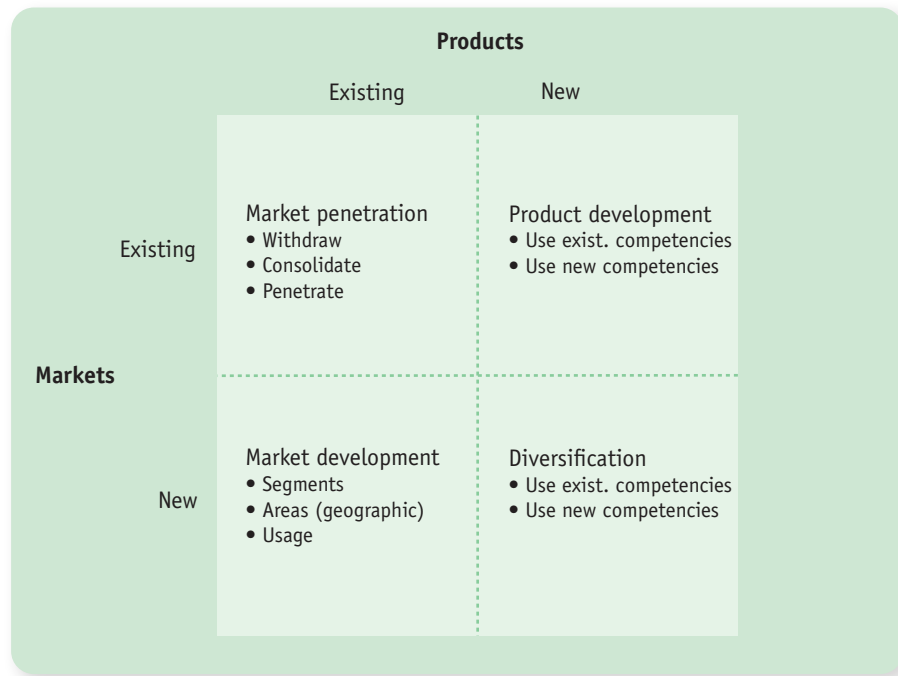 Products
Existing
New
Existing
Market penetration
• Withdraw
• Consolidate
• Penetrate
Product development
• Use exist. competencies
• Use new competencies
Markets
New
Market development
• Segments
• Areas (geographic)
• Usage
Diversification
• Use exist. competencies
• Use new competencies